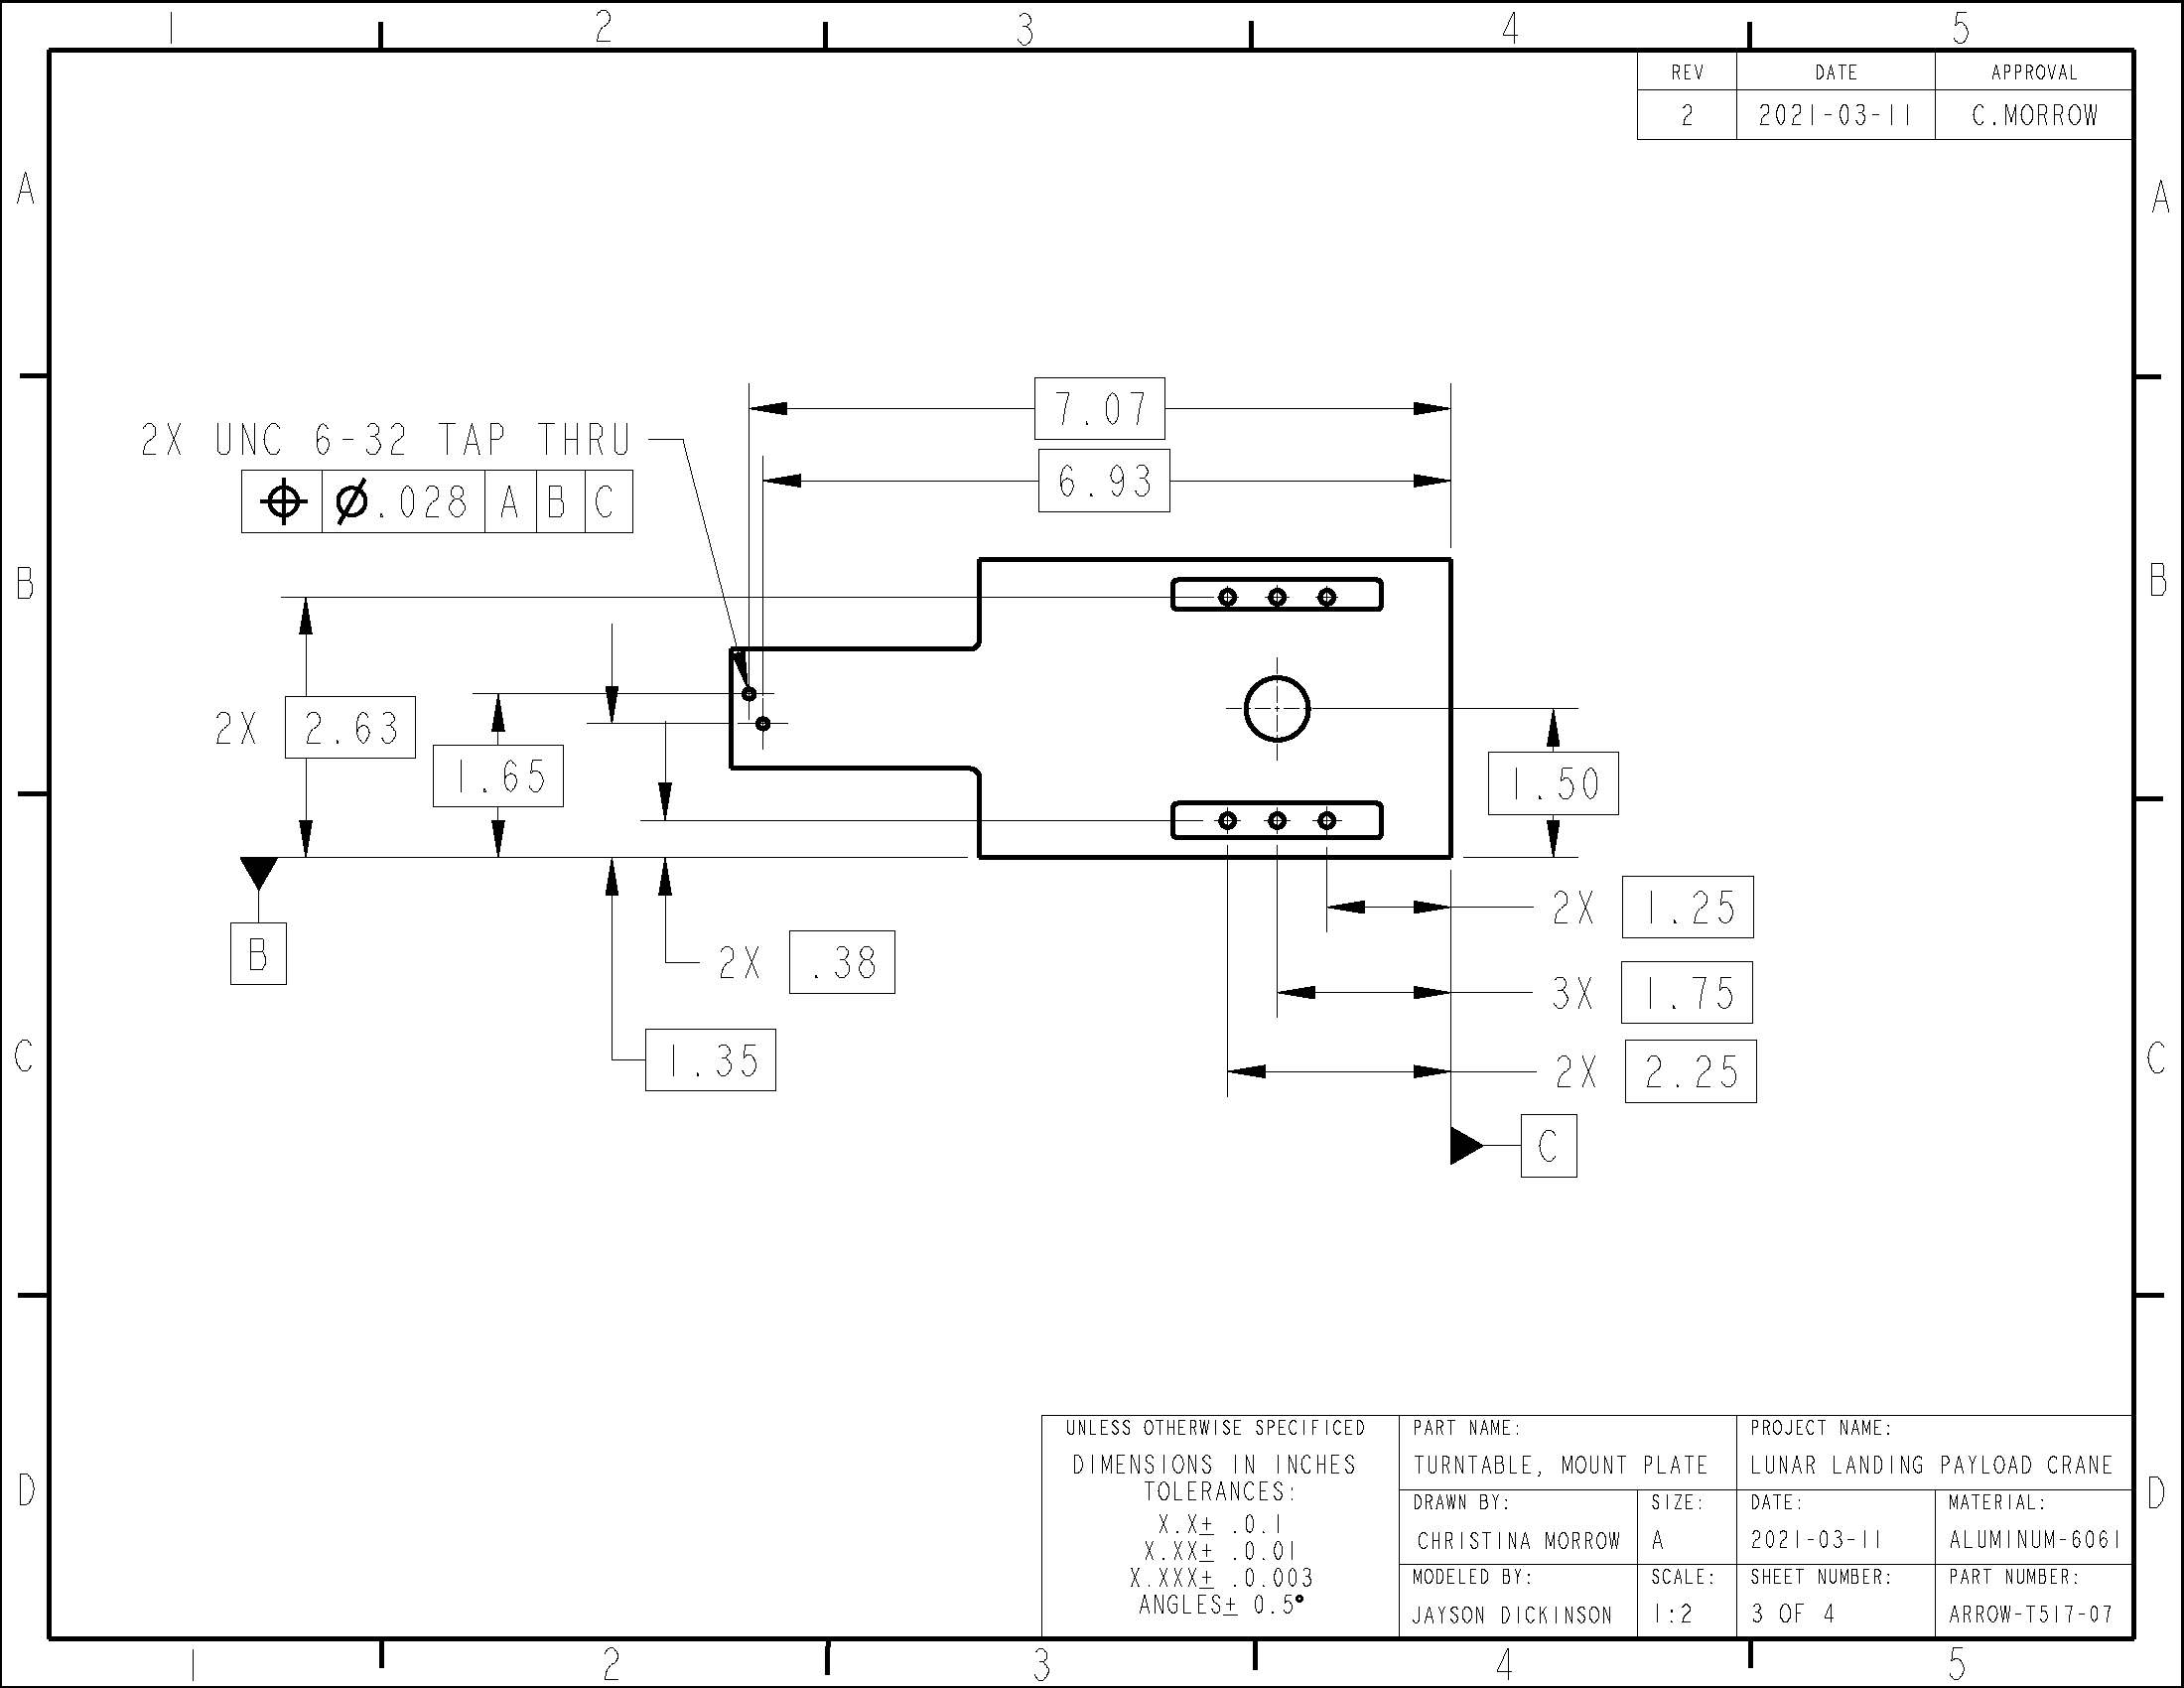 1 2 3 4 5
REV DATE APPROVAL
2 2021-03-11 C.MORROW
A A
7.07
2X UNC 6-32 TAP THRU
6.93
⌖ Ø.028 A B C
B B
2X 2.63
1.65
1.50
2X 1.25
B
2X .38
3X 1.75
1.35
C C
2X 2.25
C
UNLESS OTHERWISE SPECIFICED
DIMENSIONS IN INCHES
TOLERANCES:
X.X± .0.1
X.XX± .0.01
X.XXX± .0.003
ANGLES± 0.5°
PART NAME:
TURNTABLE, MOUNT PLATE
PROJECT NAME:
LUNAR LANDING PAYLOAD CRANE
D D
DRAWN BY:
CHRISTINA MORROW
SIZE:
A
DATE:
2021-03-11
MATERIAL:
ALUMINUM-6061
MODELED BY:
JAYSON DICKINSON
SCALE:
1:2
SHEET NUMBER:
3 OF 4
PART NUMBER:
ARROW-T517-07
1 2 3 4 5